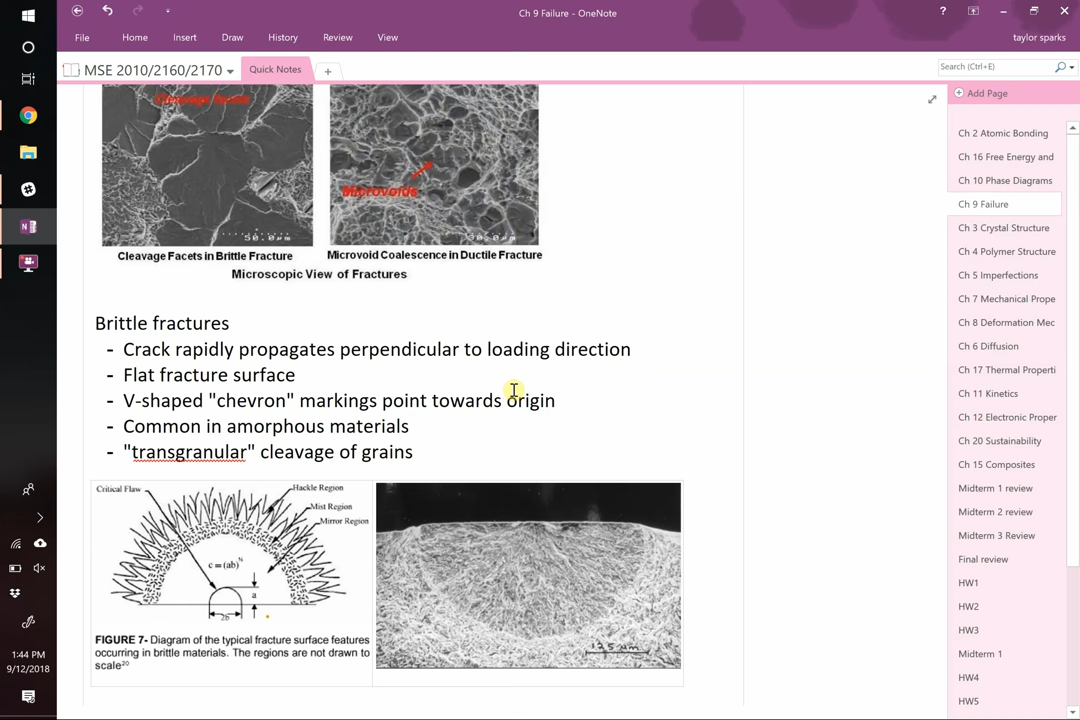 Ch 9 Failure - OneNote
?
File
Home
Insert
Draw
History
Review
View
taylor sparks
MSE 2010/2160/2170
Quick Notes
+
Search (Ctrl+E)
Add Page
Cleavage facets
Microvoids
50.0µm
Cleavage Facets in Brittle Fracture
Microvoid Coalescence in Ductile Fracture
Microscopic View of Fractures
Brittle fractures
- Crack rapidly propagates perpendicular to loading direction
- Flat fracture surface
- V-shaped "chevron" markings point towards origin
- Common in amorphous materials
- "transgranular" cleavage of grains
Critical Flaw
Hackle Region
Mist Region
Mirror Region
c = (ab)½
a
2b
FIGURE 7- Diagram of the typical fracture surface features
occurring in brittle materials. The regions are not drawn to
scale20
Ch 2 Atomic Bonding
Ch 16 Free Energy and
Ch 10 Phase Diagrams
Ch 9 Failure
Ch 3 Crystal Structure
Ch 4 Polymer Structure
Ch 5 Imperfections
Ch 7 Mechanical Prope
Ch 8 Deformation Mec
Ch 6 Diffusion
Ch 17 Thermal Properti
Ch 11 Kinetics
Ch 12 Electronic Proper
Ch 20 Sustainability
Ch 15 Composites
Midterm 1 review
Midterm 2 review
Midterm 3 Review
Final review
HW1
HW2
HW3
Midterm 1
HW4
HW5
1:44 PM
9/12/2018